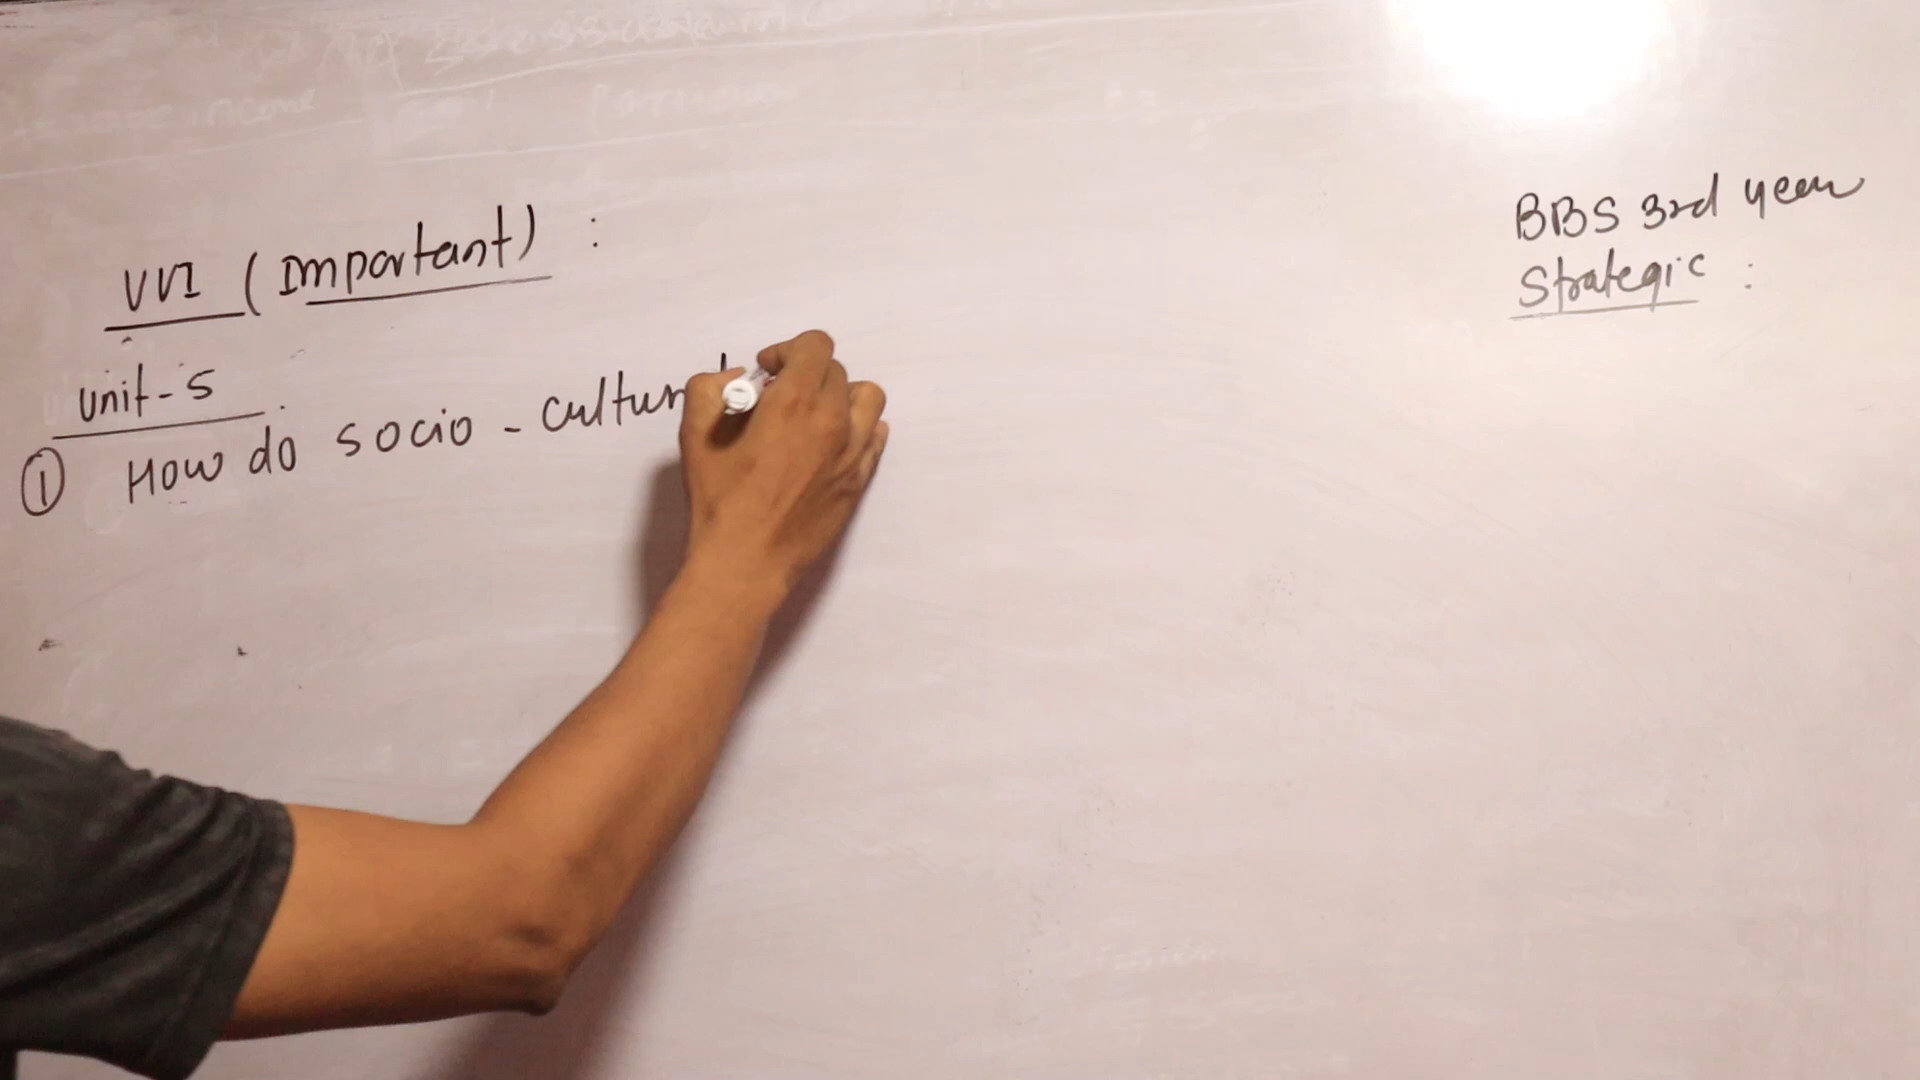 VVI (Important) :
BBS 3rd year
Strategic :
unit-5
① How do socio - cultur